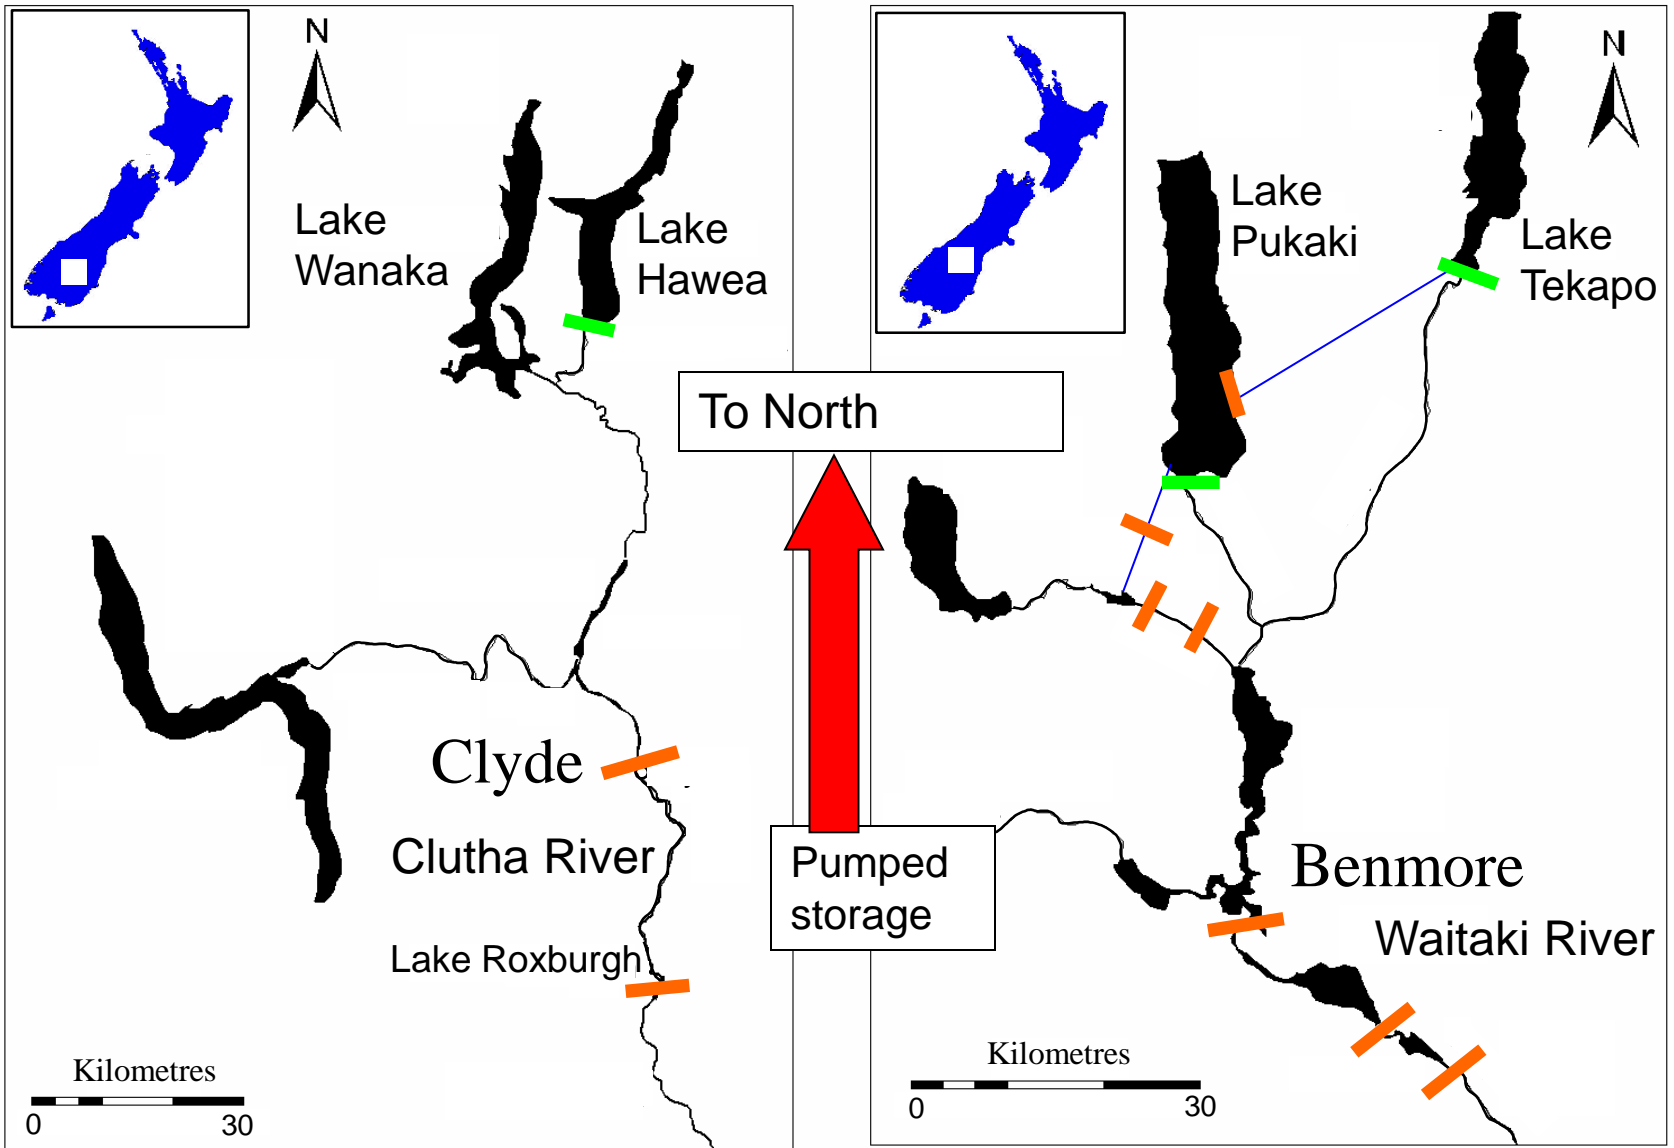 N
Lake
Wanaka
Lake
Hawea
Clyde
Clutha River
Lake Roxburgh
Kilometres
0
30
To North
Pumped
storage
N
Lake
Pukaki
Lake
Tekapo
Benmore
Waitaki River
Kilometres
0
30